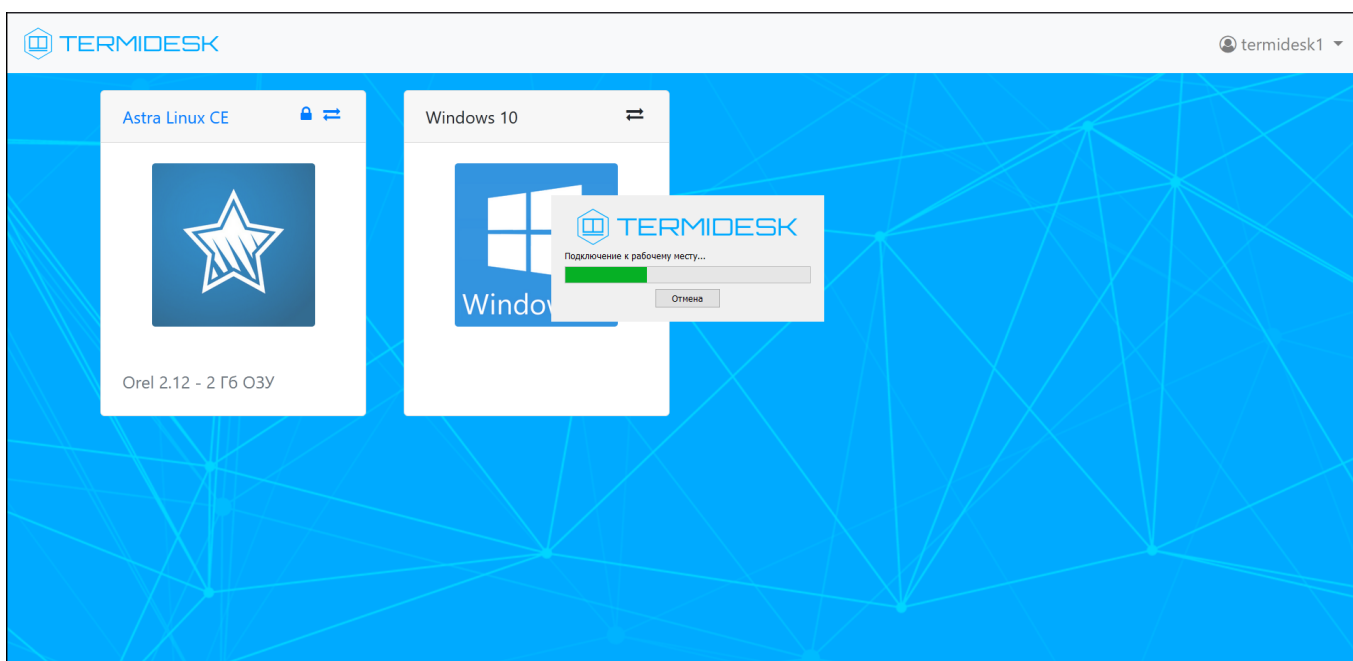 TERMIDESK
termidesk1
Astra Linux CE
Windows 10
TERMIDESK
Подключение к рабочему месту...
Отмена
Orel 2.12 - 2 Гб ОЗУ